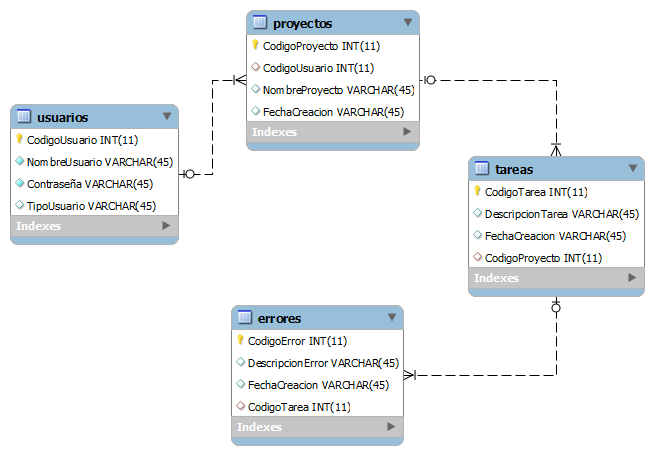 proyectos
CodigoProyecto INT(11)
CodigoUsuario INT(11)
NombreProyecto VARCHAR(45)
FechaCreacion VARCHAR(45)
Indexes
usuarios
CodigoUsuario INT(11)
NombreUsuario VARCHAR(45)
Contraseña VARCHAR(45)
TipoUsuario VARCHAR(45)
Indexes
tareas
CodigoTarea INT(11)
DescripcionTarea VARCHAR(45)
FechaCreacion VARCHAR(45)
CodigoProyecto INT(11)
Indexes
errores
CodigoError INT(11)
DescripcionError VARCHAR(45)
FechaCreacion VARCHAR(45)
CodigoTarea INT(11)
Indexes